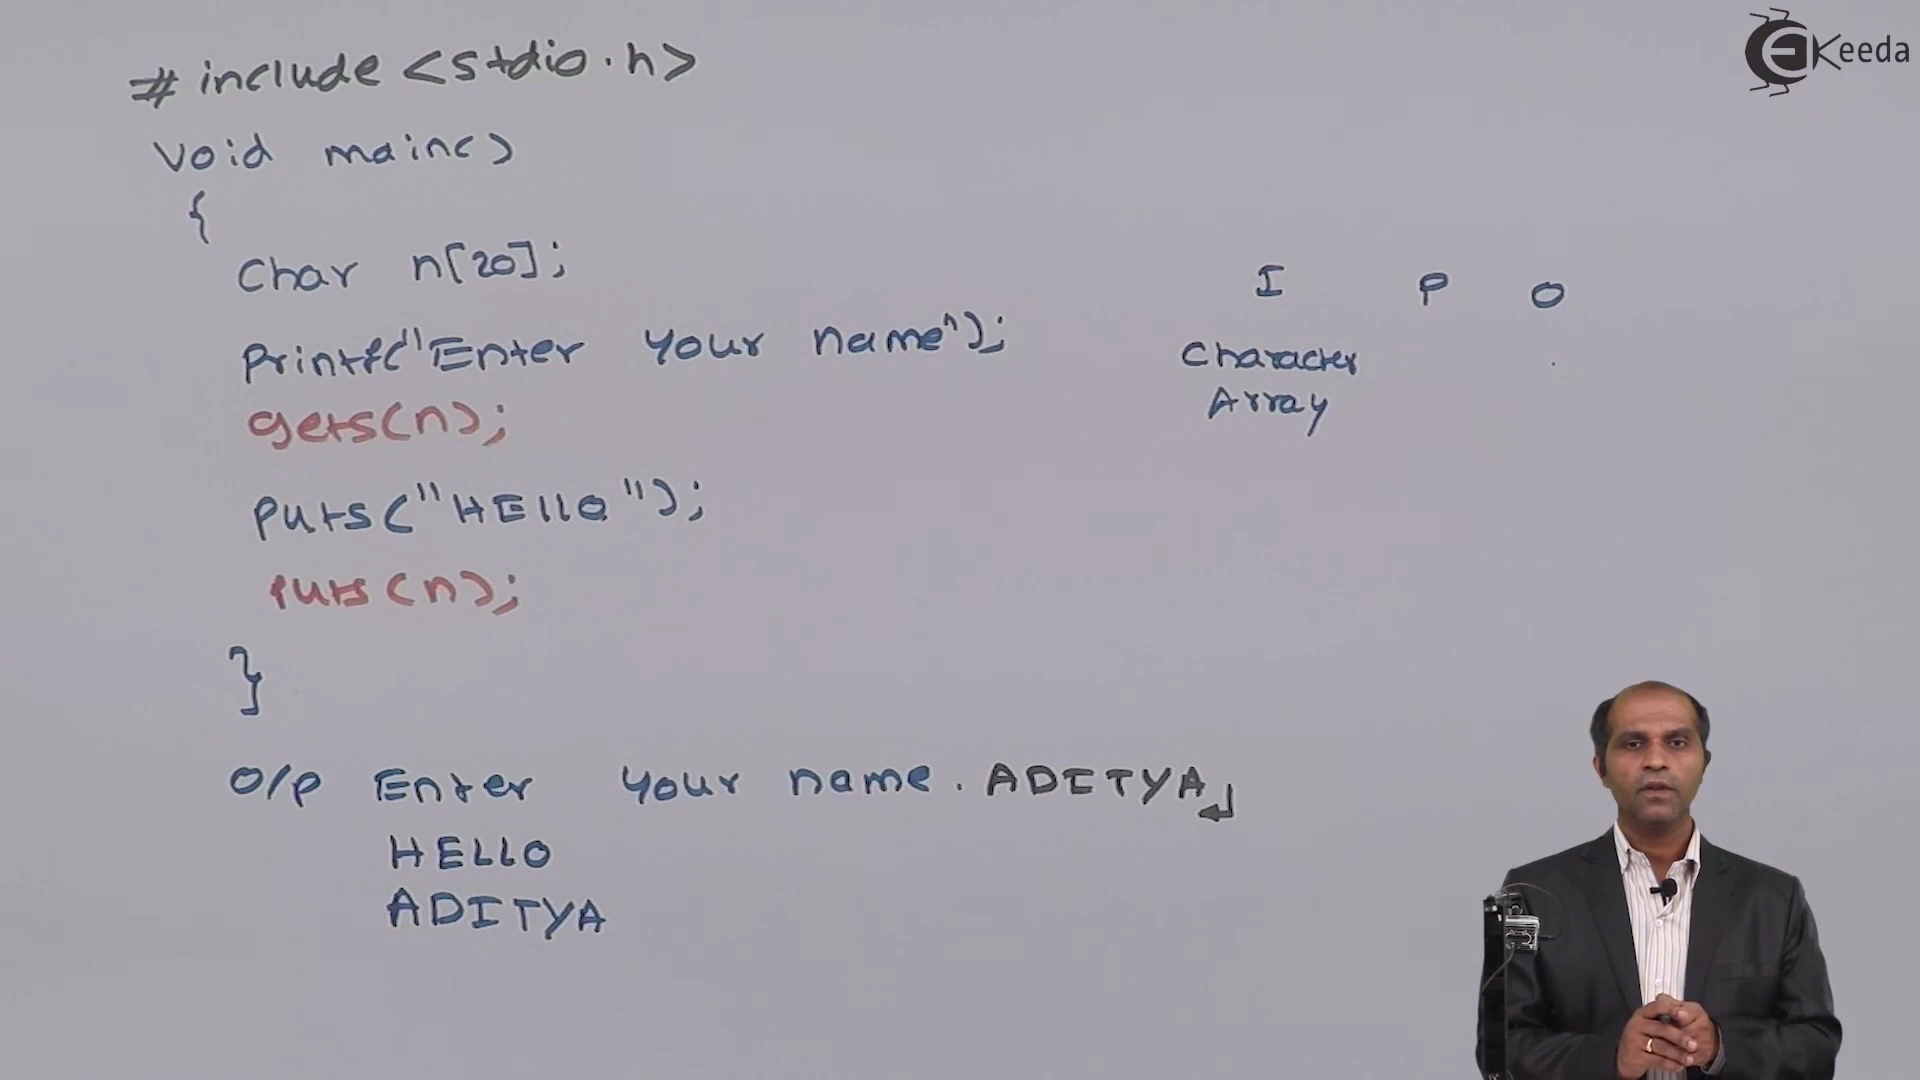 # include <stdio.h>
void main()
{
char n[20];
printf("Enter your name");
gets(n);
puts("HEllO");
puts(n);
}
O/P Enter your name. ADITYA↵
HELLO
ADITYA
I P O
Character
Array
EKeeda